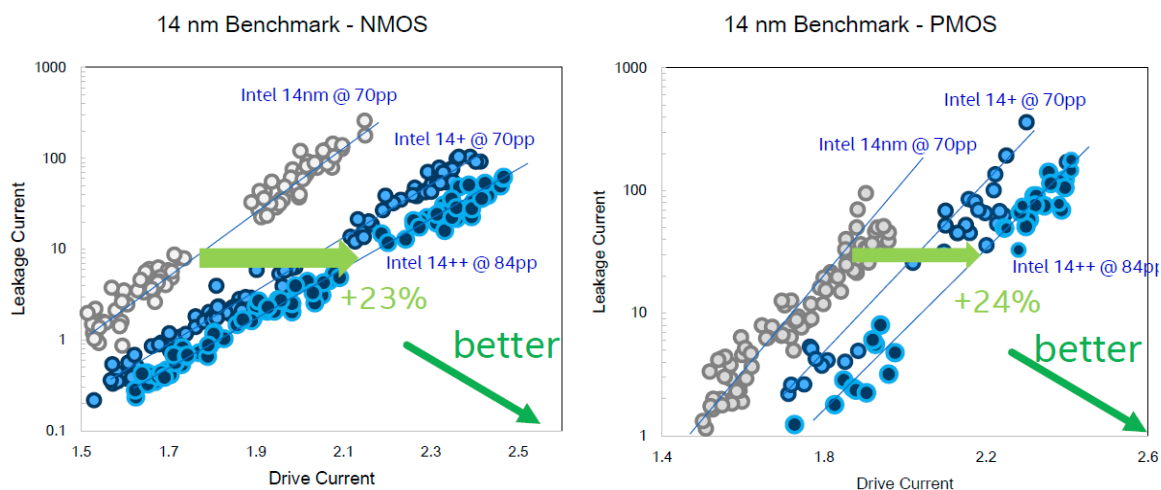 14 nm Benchmark - NMOS
1000
100
10
1
0.1
1.5
1.7
1.9
2.1
2.3
2.5
Leakage Current
Drive Current
Intel 14nm @ 70pp
Intel 14+ @ 70pp
Intel 14++ @ 84pp
+23%
better
14 nm Benchmark - PMOS
1000
100
10
1
1.4
1.8
2.2
2.6
Leakage Current
Drive Current
Intel 14+ @ 70pp
Intel 14nm @ 70pp
Intel 14++ @ 84pp
+24%
better